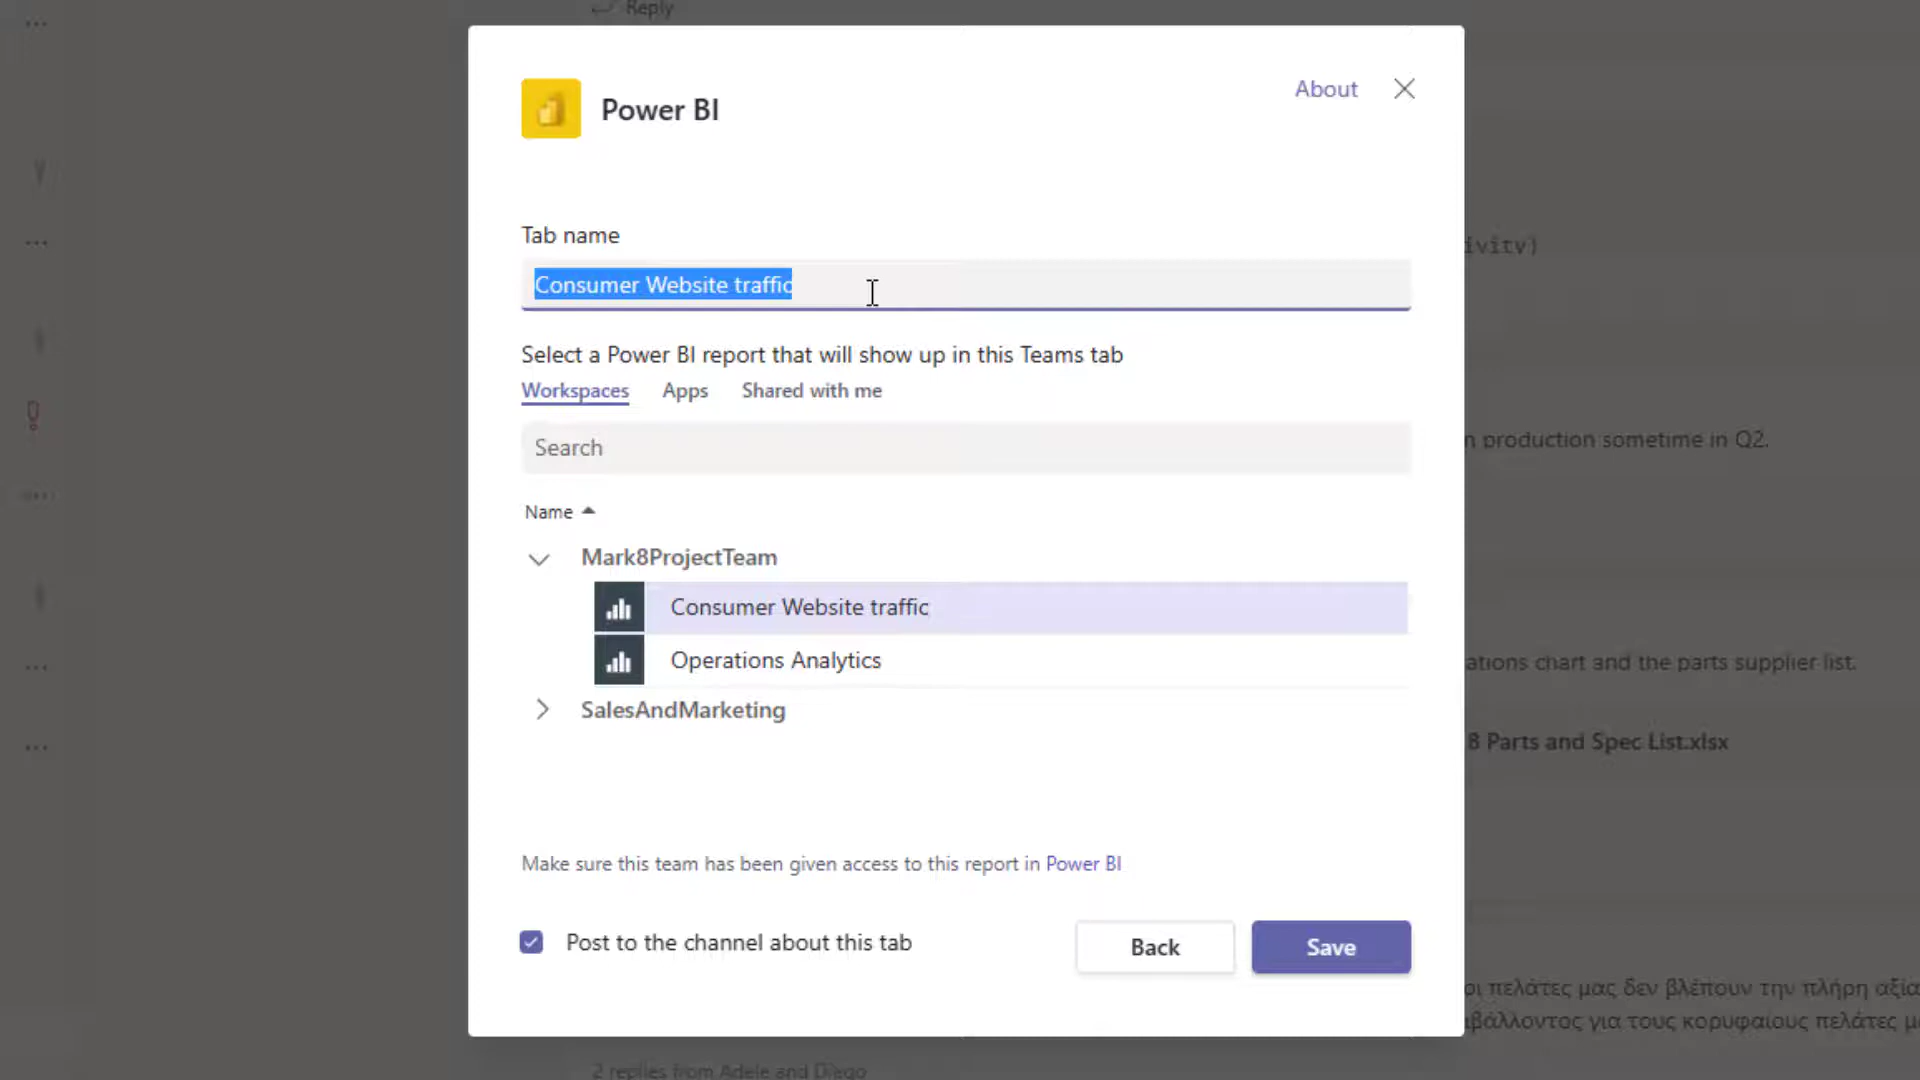 Reply
Power BI
About
Tab name
Consumer Website traffic
Select a Power BI report that will show up in this Teams tab
Workspaces Apps Shared with me
Search
Name
Mark8ProjectTeam
Consumer Website traffic
Operations Analytics
SalesAndMarketing
Make sure this team has been given access to this report in Power BI
Post to the channel about this tab
Back
Save
ivity)
n production sometime in Q2.
ations chart and the parts supplier list.
8 Parts and Spec List.xlsx
οι πελάτες μας δεν βλέπουν την πλήρη αξία
ιβάλλοντος για τους κορυφαίους πελάτες μ
2 replies from Adele and Diego